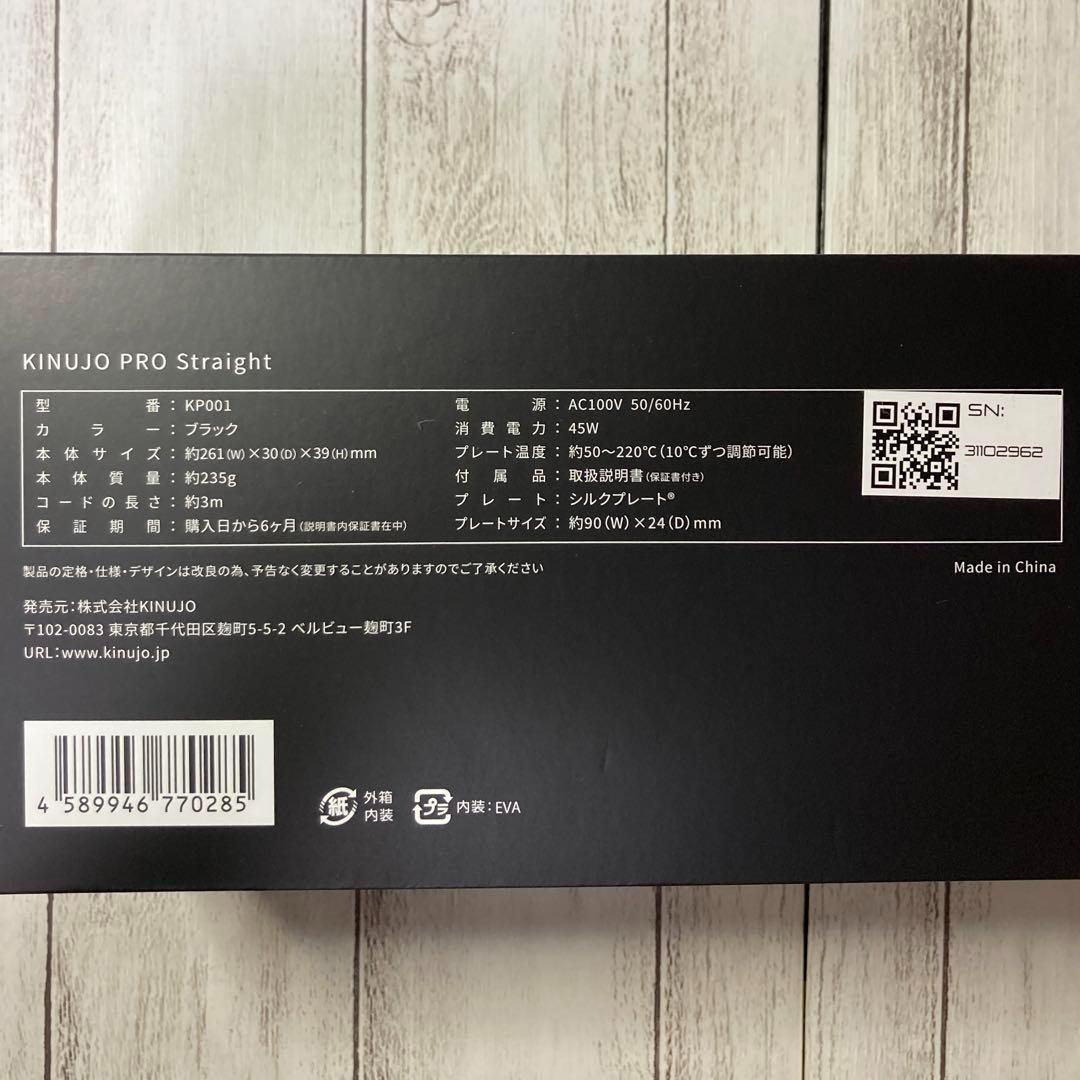 KINUJO PRO Straight
型番：KP001
カラー：ブラック
本体サイズ：約261(W)×30(D)×39(H)mm
本体質量：約235g
コードの長さ：約3m
保証期間：購入日から6ヶ月(説明書内保証書在中)
電源：AC100V 50/60Hz
消費電力：45W
プレート温度：約50〜220℃(10℃ずつ調節可能)
付属品：取扱説明書(保証書付き)
プレート：シルクプレート®
プレートサイズ：約90(W)×24(D)mm
SN:
31102962
製品の定格・仕様・デザインは改良の為、予告なく変更することがありますのでご了承ください
Made in China
発売元：株式会社KINUJO
〒102-0083 東京都千代田区麹町5-5-2 ベルビュー麹町3F
URL：www.kinujo.jp
4 589946 770285
紙 外箱
内装
プラ 内装：EVA